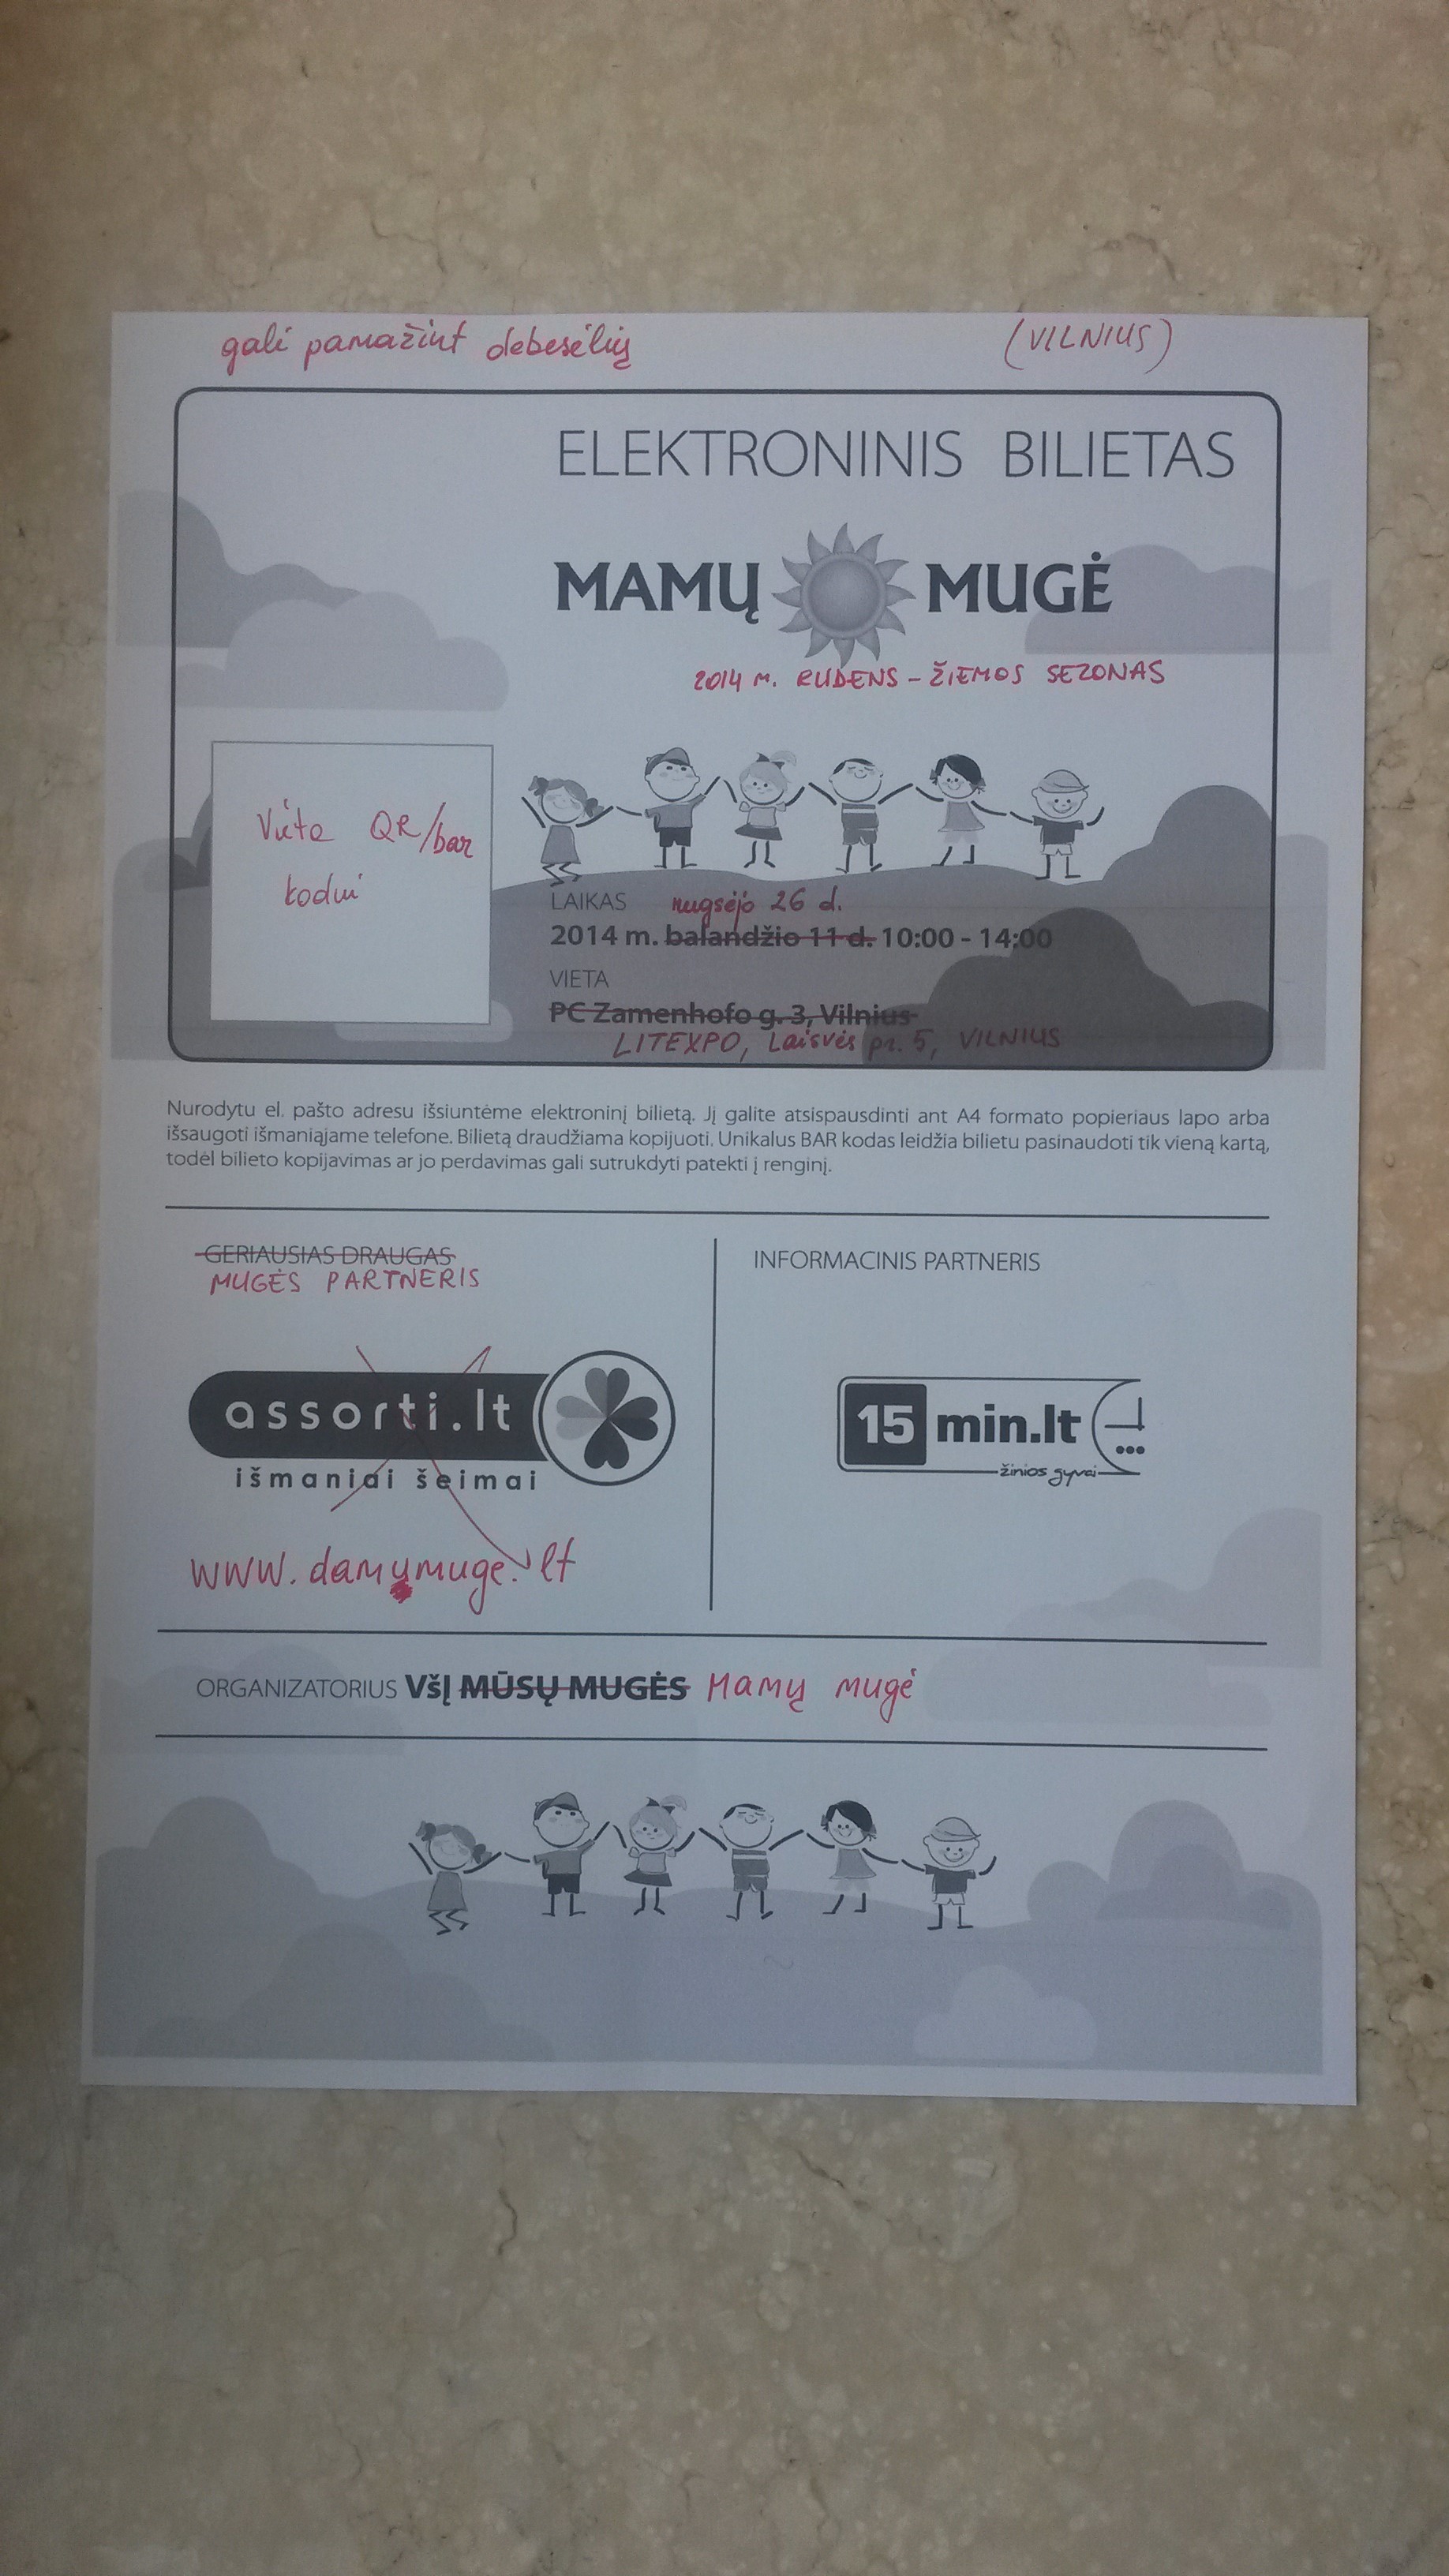 gali pamažint debesėlių (VILNIUS)
ELEKTRONINIS BILIETAS
MAMŲ MUGĖ
2014 m. RUDENS - ŽIEMOS SEZONAS
Vieta QR/bar
kodui
LAIKAS rugsėjo 26 d.
2014 m. balandžio 11 d. 10:00 - 14:00
VIETA
PC Zamenhofo g. 3, Vilnius
LITEXPO, Laisvės pr. 5, VILNIUS
Nurodytu el. pašto adresu išsiuntėme elektroninį bilietą. Jį galite atsispausdinti ant A4 formato popieriaus lapo arba
išsaugoti išmaniąjame telefone. Bilietą draudžiama kopijuoti. Unikalus BAR kodas leidžia bilietu pasinaudoti tik vieną kartą,
todėl bilieto kopijavimas ar jo perdavimas gali sutrukdyti patekti į renginį.
GERIAUSIAS DRAUGAS
MUGĖS PARTNERIS
assorti.lt
išmaniai šeimai
www.damumuge.lt
INFORMACINIS PARTNERIS
15 min.lt
žinios gyvai
ORGANIZATORIUS VšĮ MŪSŲ MUGĖS Mamų mugė